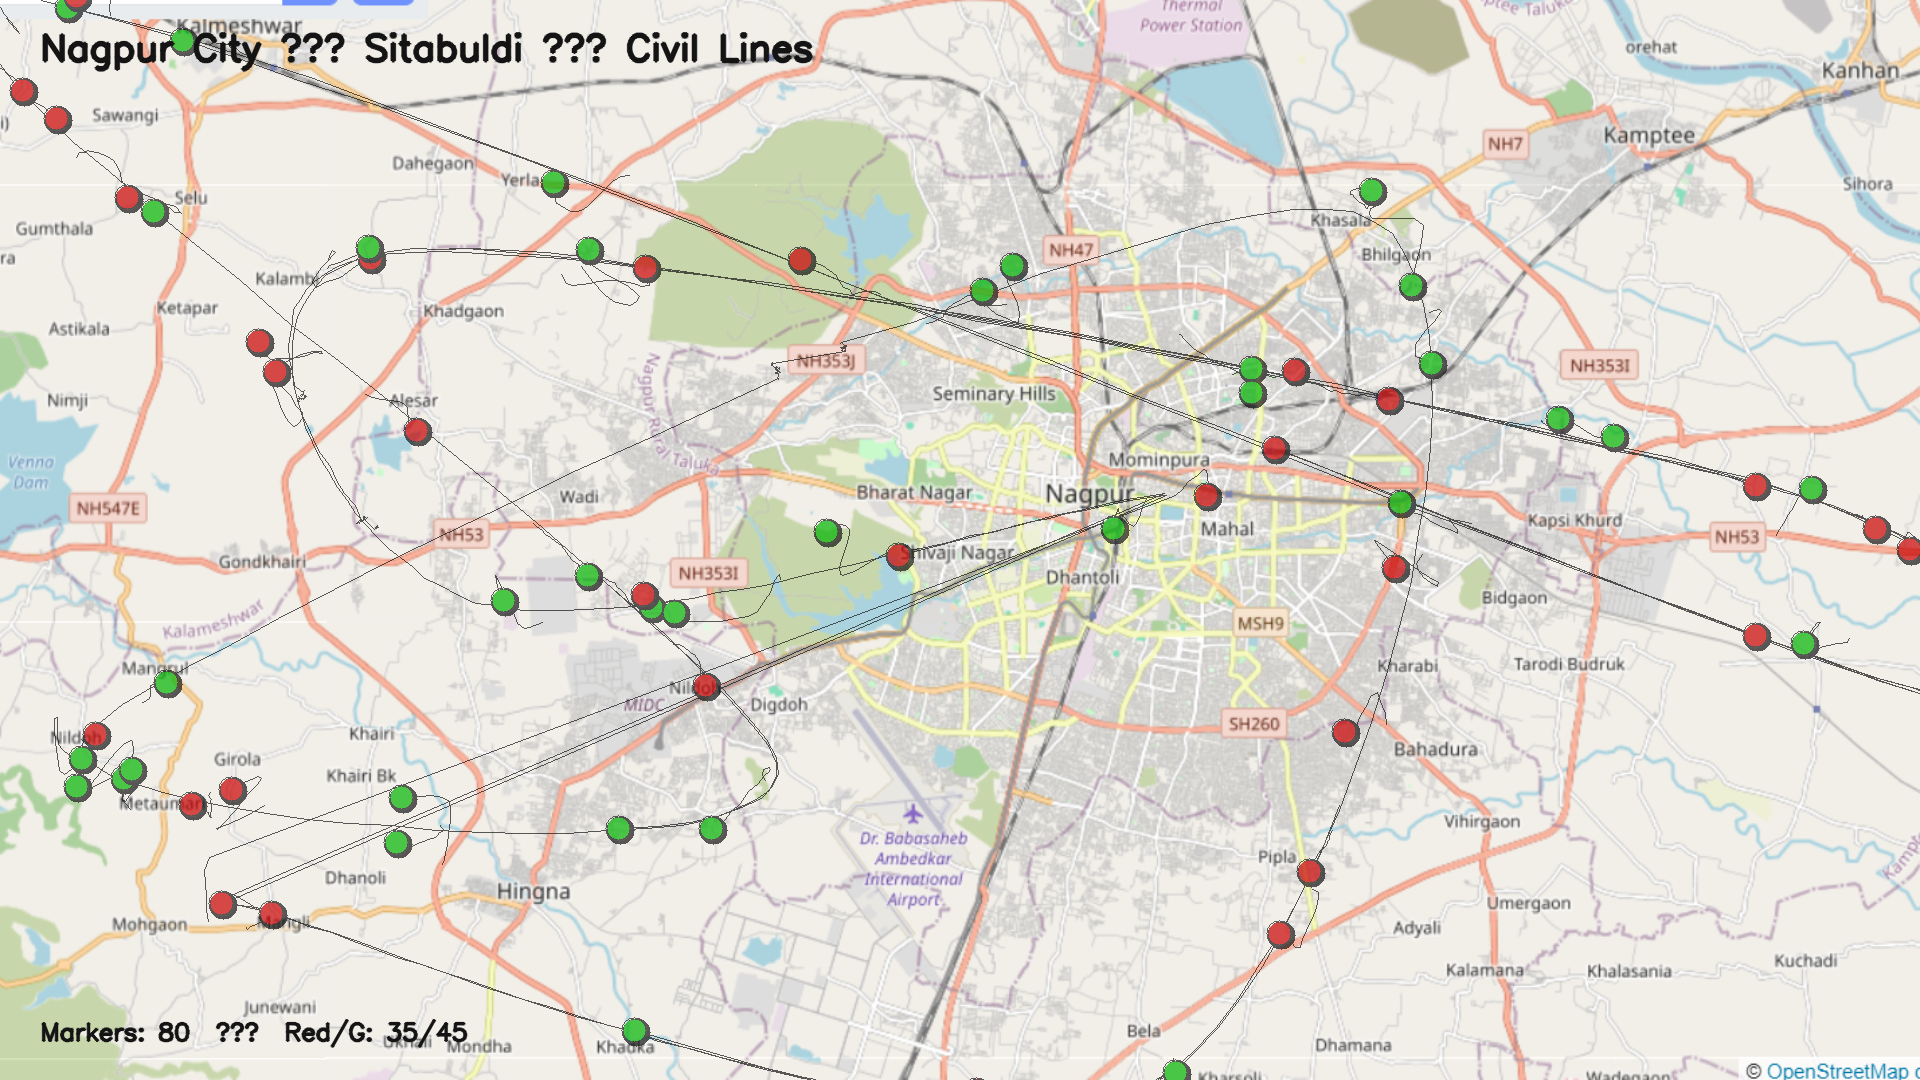 Thermal
Power Station
orehat
Kanhan
Kalmeshwar
Nagpur City ??? Sitabuldi ??? Civil Lines
Sawangi
NH7
Kamptee
Dahegaon
Yerla
Sihora
Selu
Gumthala
Khasala
NH47
Bhilgaon
Kalamb
Ketapar
Khadgaon
Astikala
NH353J
NH353I
Seminary Hills
Nimji
Alesar
Nagpur Rural Taluka
Mominpura
Venna
Dam
Wadi
Bharat Nagar
Nagpur
NH547E
Mahal
Kapsi Khurd
NH53
NH53
Gondkhairi
Shivaji Nagar
NH353I
Dhantoli
Bidgaon
Kalameshwar
MSH9
Mangrul
Kharabi
Tarodi Budruk
MIDC
Digdoh
SH260
Nildoh
Khairi
Bahadura
Girola
Khairi Bk
Metaumari
Vihirgaon
Dr. Babasaheb
Ambedkar
International
Airport
Pipla
Dhanoli
Hingna
Umergaon
Mohgaon
Mangli
Adyali
Kuchadi
Kalamana
Khalasania
Junewani
Markers: 80 ??? Red/G: 35/45
Mondha
Khadka
Bela
Dhamana
Kharsoli
Wadegaon
© OpenStreetMap